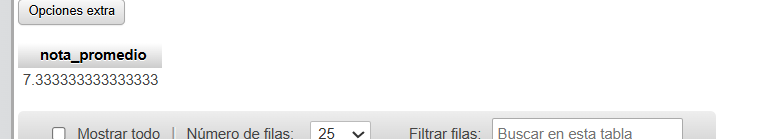 Opciones extra
nota_promedio
7.333333333333333
Mostrar todo | Número de filas: 25 Filtrar filas: Buscar en esta tabla